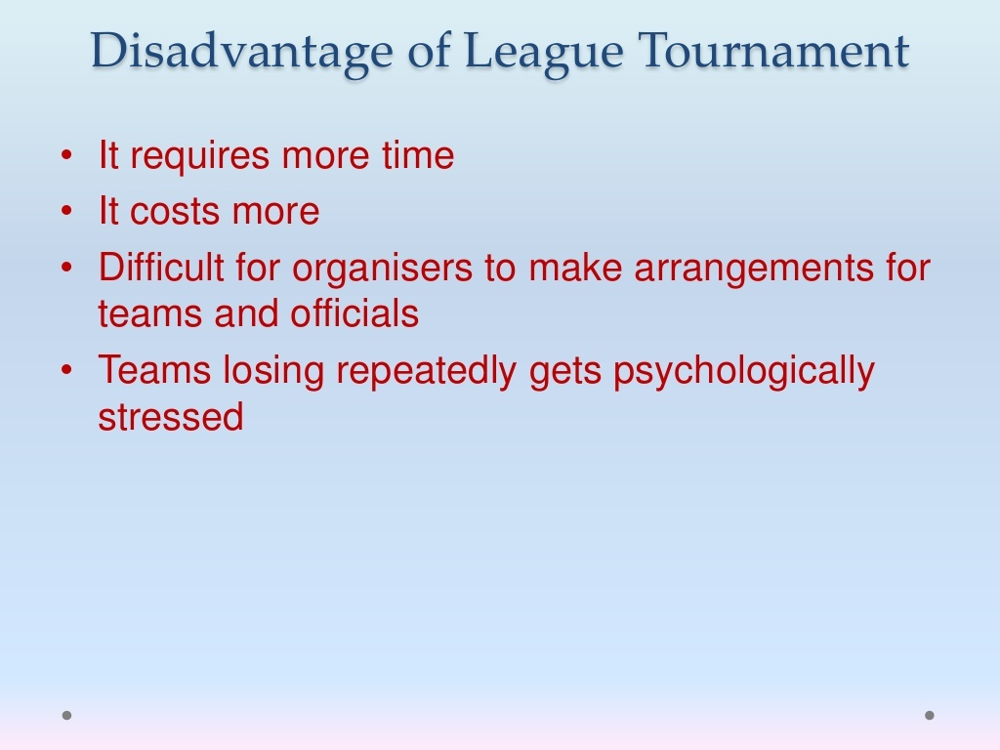 Disadvantage of League Tournament
• It requires more time
• It costs more
• Difficult for organisers to make arrangements for
teams and officials
• Teams losing repeatedly gets psychologically
stressed